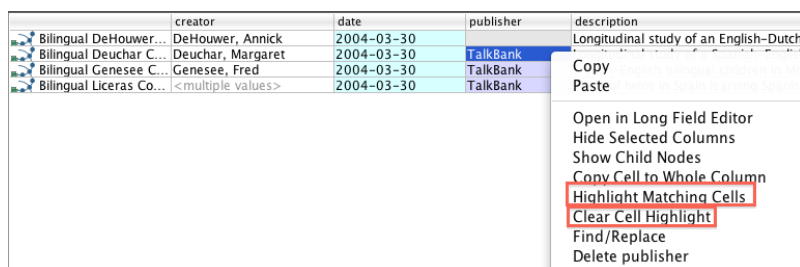 creator date publisher description
Bilingual DeHouwer... DeHouwer, Annick 2004-03-30 Longitudinal study of an English-Dutch
Bilingual Deuchar C... Deuchar, Margaret 2004-03-30 TalkBank
Bilingual Genesee C... Genesee, Fred 2004-03-30 TalkBank
Bilingual Liceras Co... <multiple values> 2004-03-30 TalkBank
Copy
Paste
Open in Long Field Editor
Hide Selected Columns
Show Child Nodes
Copy Cell to Whole Column
Highlight Matching Cells
Clear Cell Highlight
Find/Replace
Delete publisher